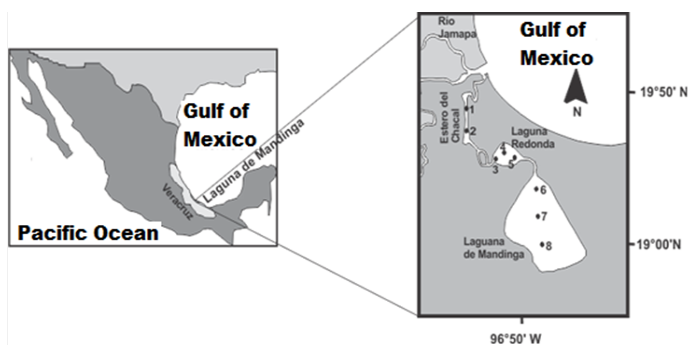 Gulf of
Mexico
Laguna de Mandinga
Veracruz
Pacific Ocean
Rio
Jamapa
Gulf of
Mexico
N
19°50' N
Estero del
Chacal
1
2
Laguna
Redonda
4
3
5
6
7
8
Laguana
de Mandinga
19°00'N
96°50' W